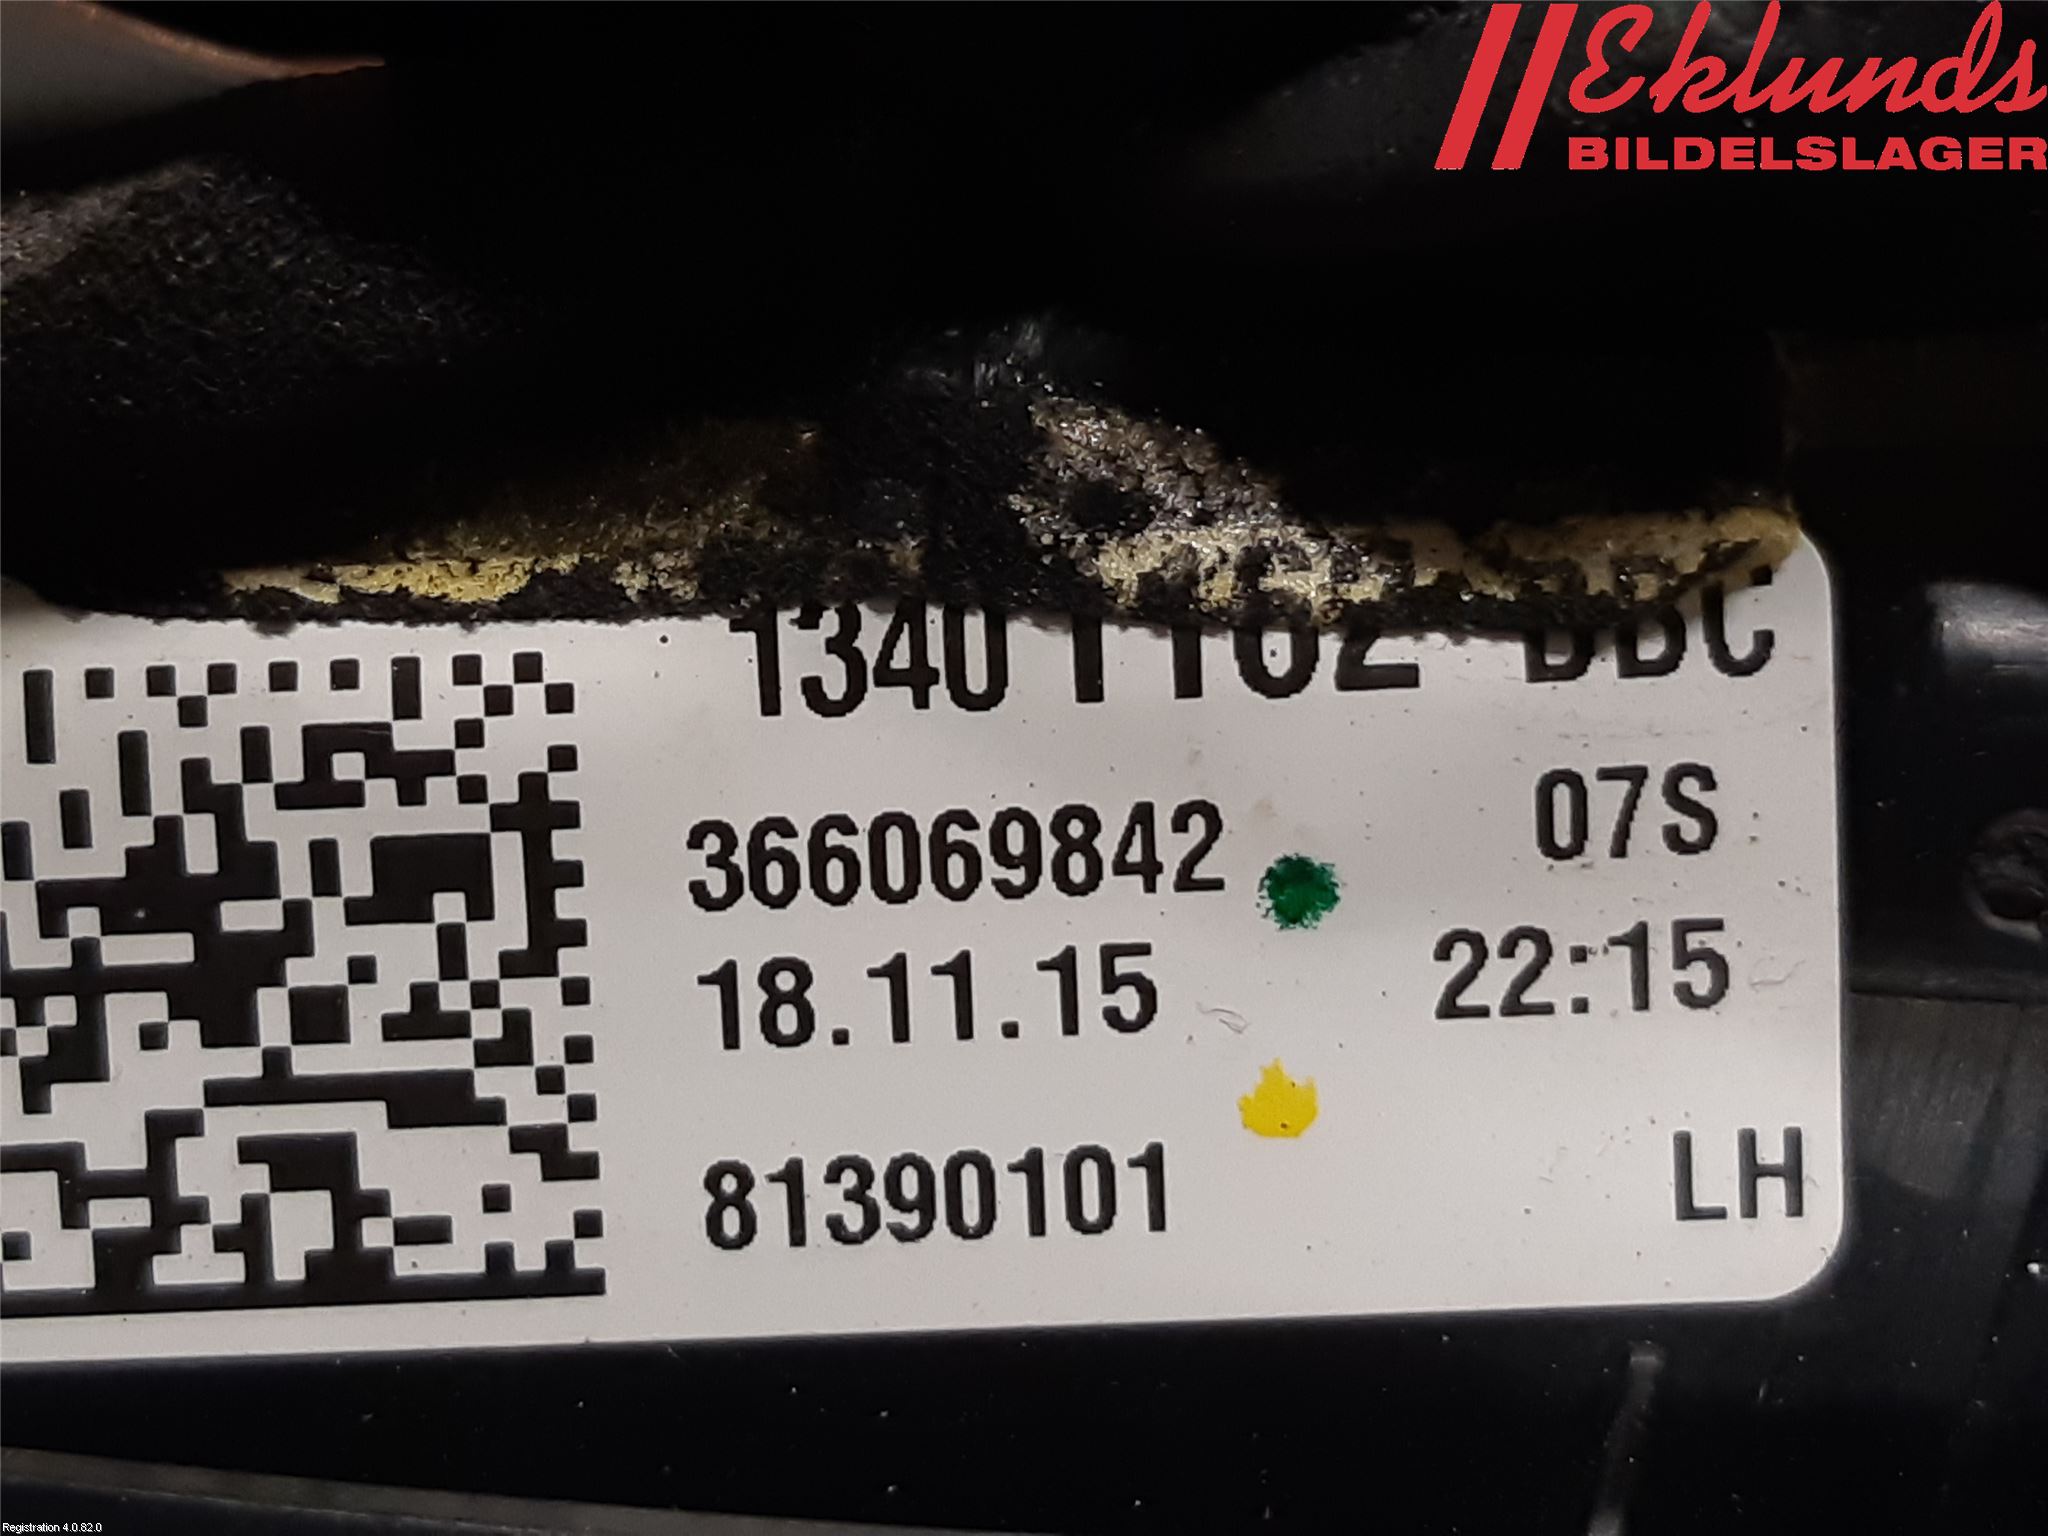 Eklunds
BILDELSLAGER
366069842
07S
18.11.15
22:15
81390101
LH
Registration 4.0.82.0